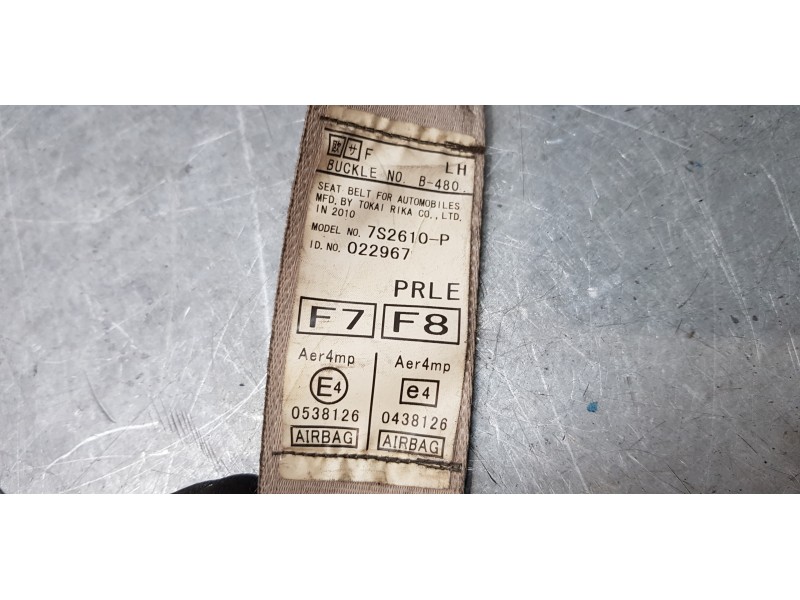 サ F LH
BUCKLE NO. B-480
SEAT BELT FOR AUTOMOBILES
MFD. BY TOKAI RIKA CO., LTD.
IN 2010
MODEL NO. 7S2610-P
ID. NO. 022967
PRLE
F7 F8
Aer4mp Aer4mp
E4 e4
0538126 0438126
AIRBAG AIRBAG